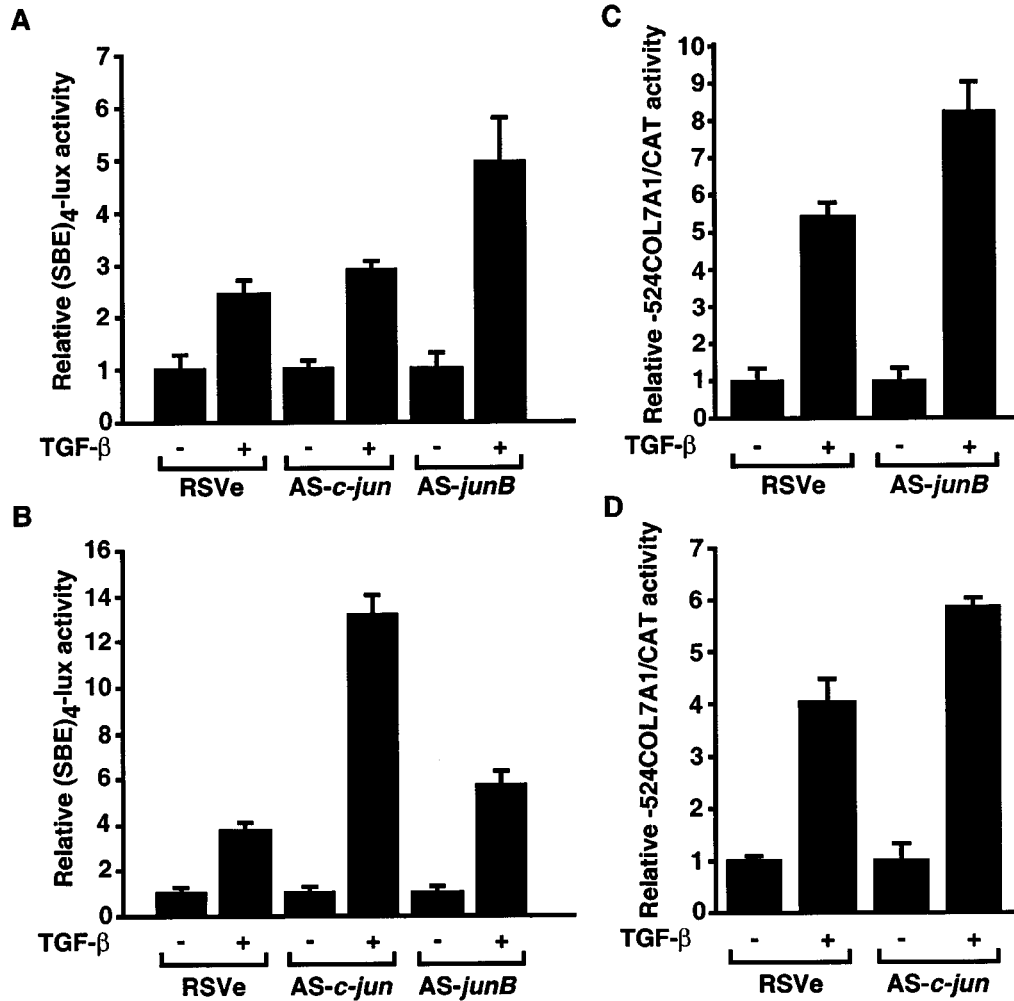 A
Relative (SBE)4-lux activity
7
6
5
4
3
2
1
0
TGF-β - + - + - +
RSVe AS-c-jun AS-junB
B
Relative (SBE)4-lux activity
16
14
12
10
8
6
4
2
0
TGF-β - + - + - +
RSVe AS-c-jun AS-junB
C
Relative -524COL7A1/CAT activity
10
9
8
7
6
5
4
3
2
1
0
TGF-β - + - +
RSVe AS-junB
D
Relative -524COL7A1/CAT activity
7
6
5
4
3
2
1
0
TGF-β - + - +
RSVe AS-c-jun